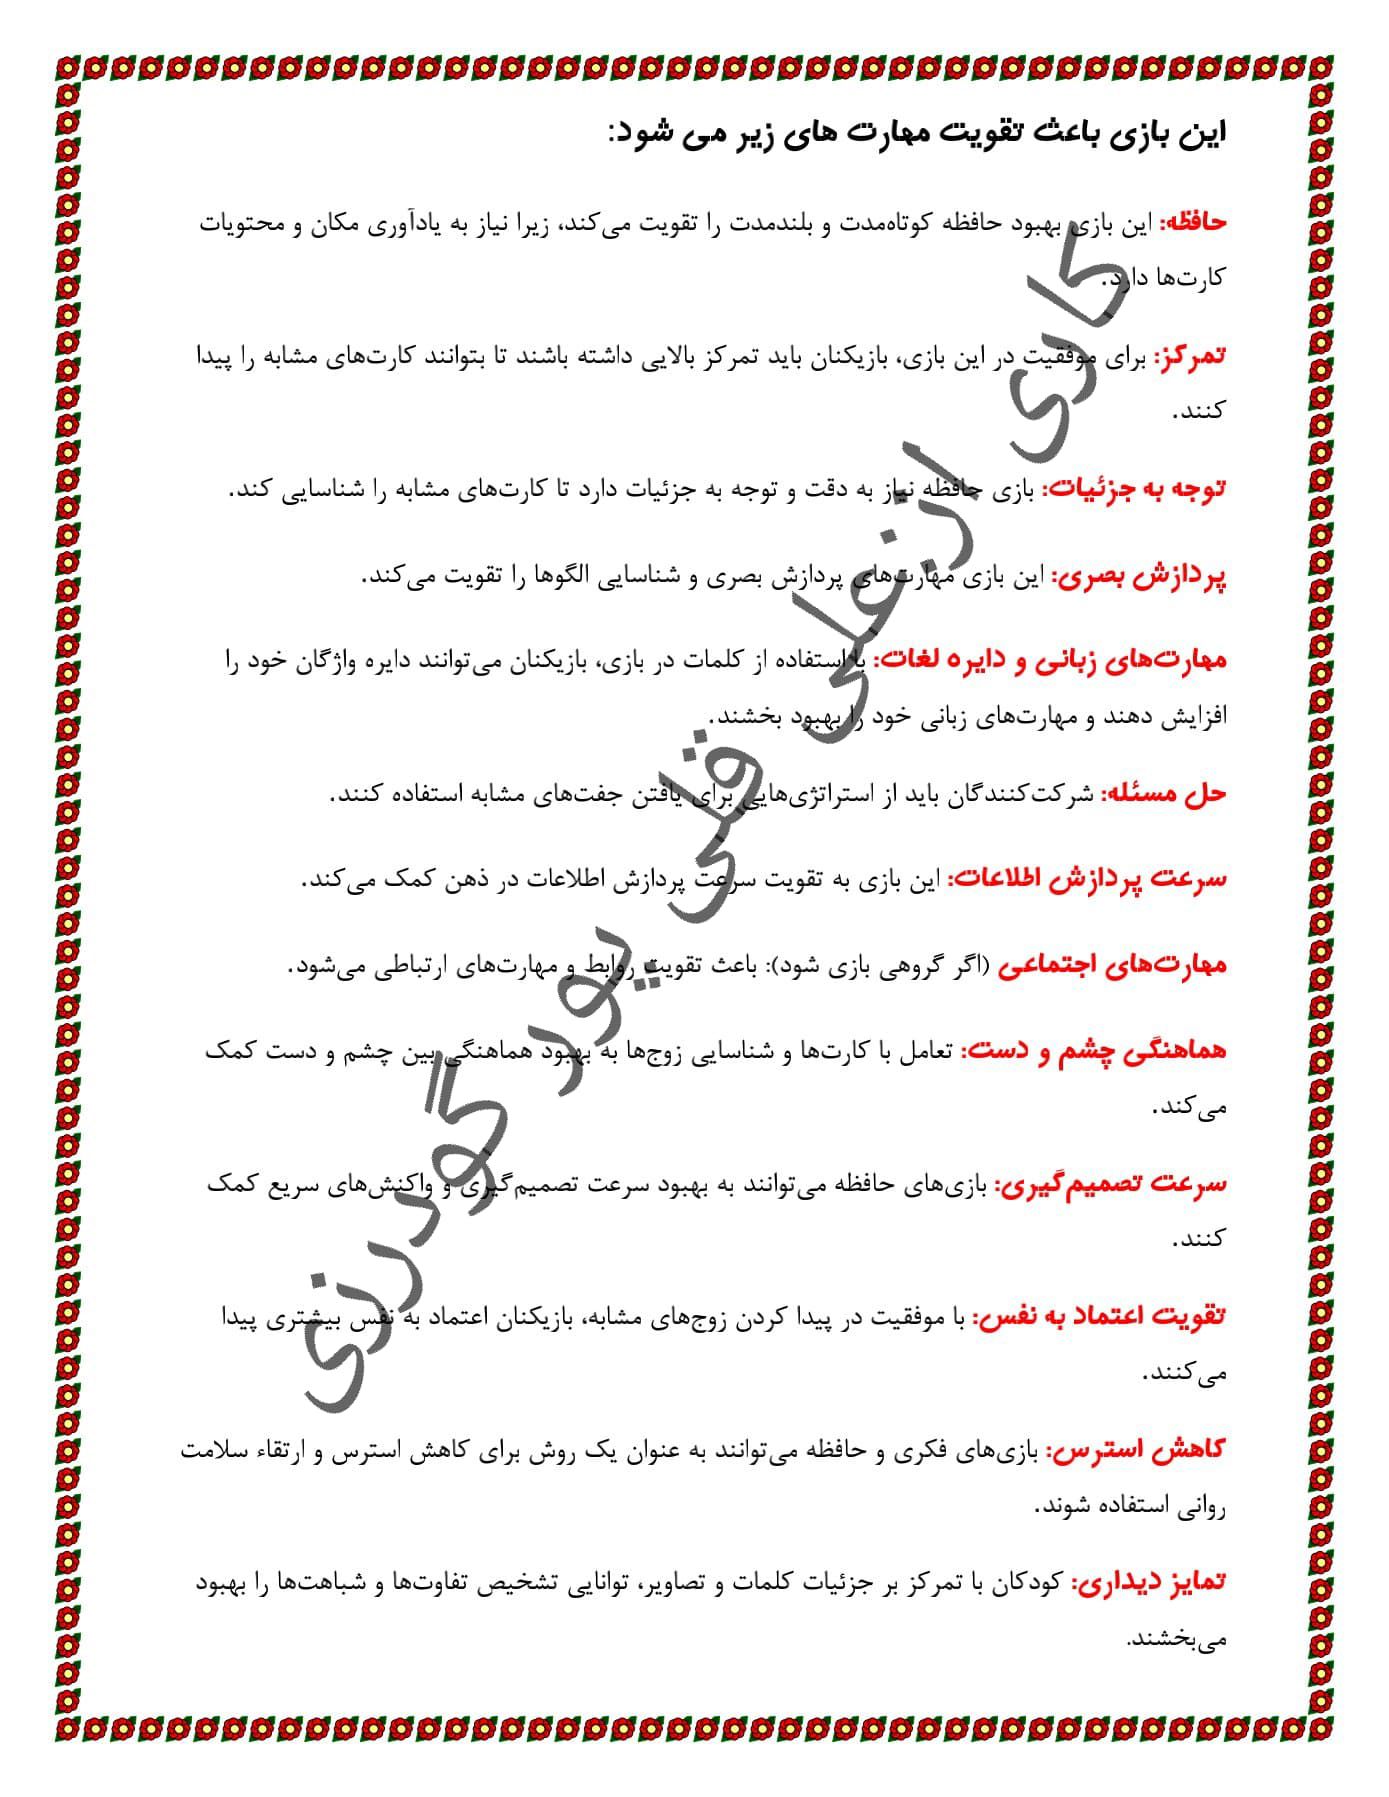 این بازی باعث تقویت مهارت های زیر می شود:
حافظه: این بازی بهبود حافظه کوتاه‌مدت و بلندمدت را تقویت می‌کند، زیرا نیاز به یادآوری مکان و محتویات
کارت‌ها دارد.
تمرکز: برای موفقیت در این بازی، بازیکنان باید تمرکز بالایی داشته باشند تا بتوانند کارت‌های مشابه را پیدا
کنند.
توجه به جزئیات: بازی حافظه نیاز به دقت و توجه به جزئیات دارد تا کارت‌های مشابه را شناسایی کند.
پردازش بصری: این بازی مهارت‌های پردازش بصری و شناسایی الگوها را تقویت می‌کند.
مهارت‌های زبانی و دایره لغات: با استفاده از کلمات در بازی، بازیکنان می‌توانند دایره واژگان خود را
افزایش دهند و مهارت‌های زبانی خود را بهبود بخشند.
حل مسئله: شرکت‌کنندگان باید از استراتژی‌هایی برای یافتن جفت‌های مشابه استفاده کنند.
سرعت پردازش اطلاعات: این بازی به تقویت سرعت پردازش اطلاعات در ذهن کمک می‌کند.
مهارت‌های اجتماعی (اگر گروهی بازی شود): باعث تقویت روابط و مهارت‌های ارتباطی می‌شود.
هماهنگی چشم و دست: تعامل با کارت‌ها و شناسایی زوج‌ها به بهبود هماهنگی بین چشم و دست کمک
می‌کند.
سرعت تصمیم‌گیری: بازی‌های حافظه می‌توانند به بهبود سرعت تصمیم‌گیری و واکنش‌های سریع کمک
کنند.
تقویت اعتماد به نفس: با موفقیت در پیدا کردن زوج‌های مشابه، بازیکنان اعتماد به نفس بیشتری پیدا
می‌کنند.
کاهش استرس: بازی‌های فکری و حافظه می‌توانند به عنوان یک روش برای کاهش استرس و ارتقاء سلامت
روانی استفاده شوند.
تمایز دیداری: کودکان با تمرکز بر جزئیات کلمات و تصاویر، توانایی تشخیص تفاوت‌ها و شباهت‌ها را بهبود
می‌بخشند.
کاری از:علی قلی پور گودرزی